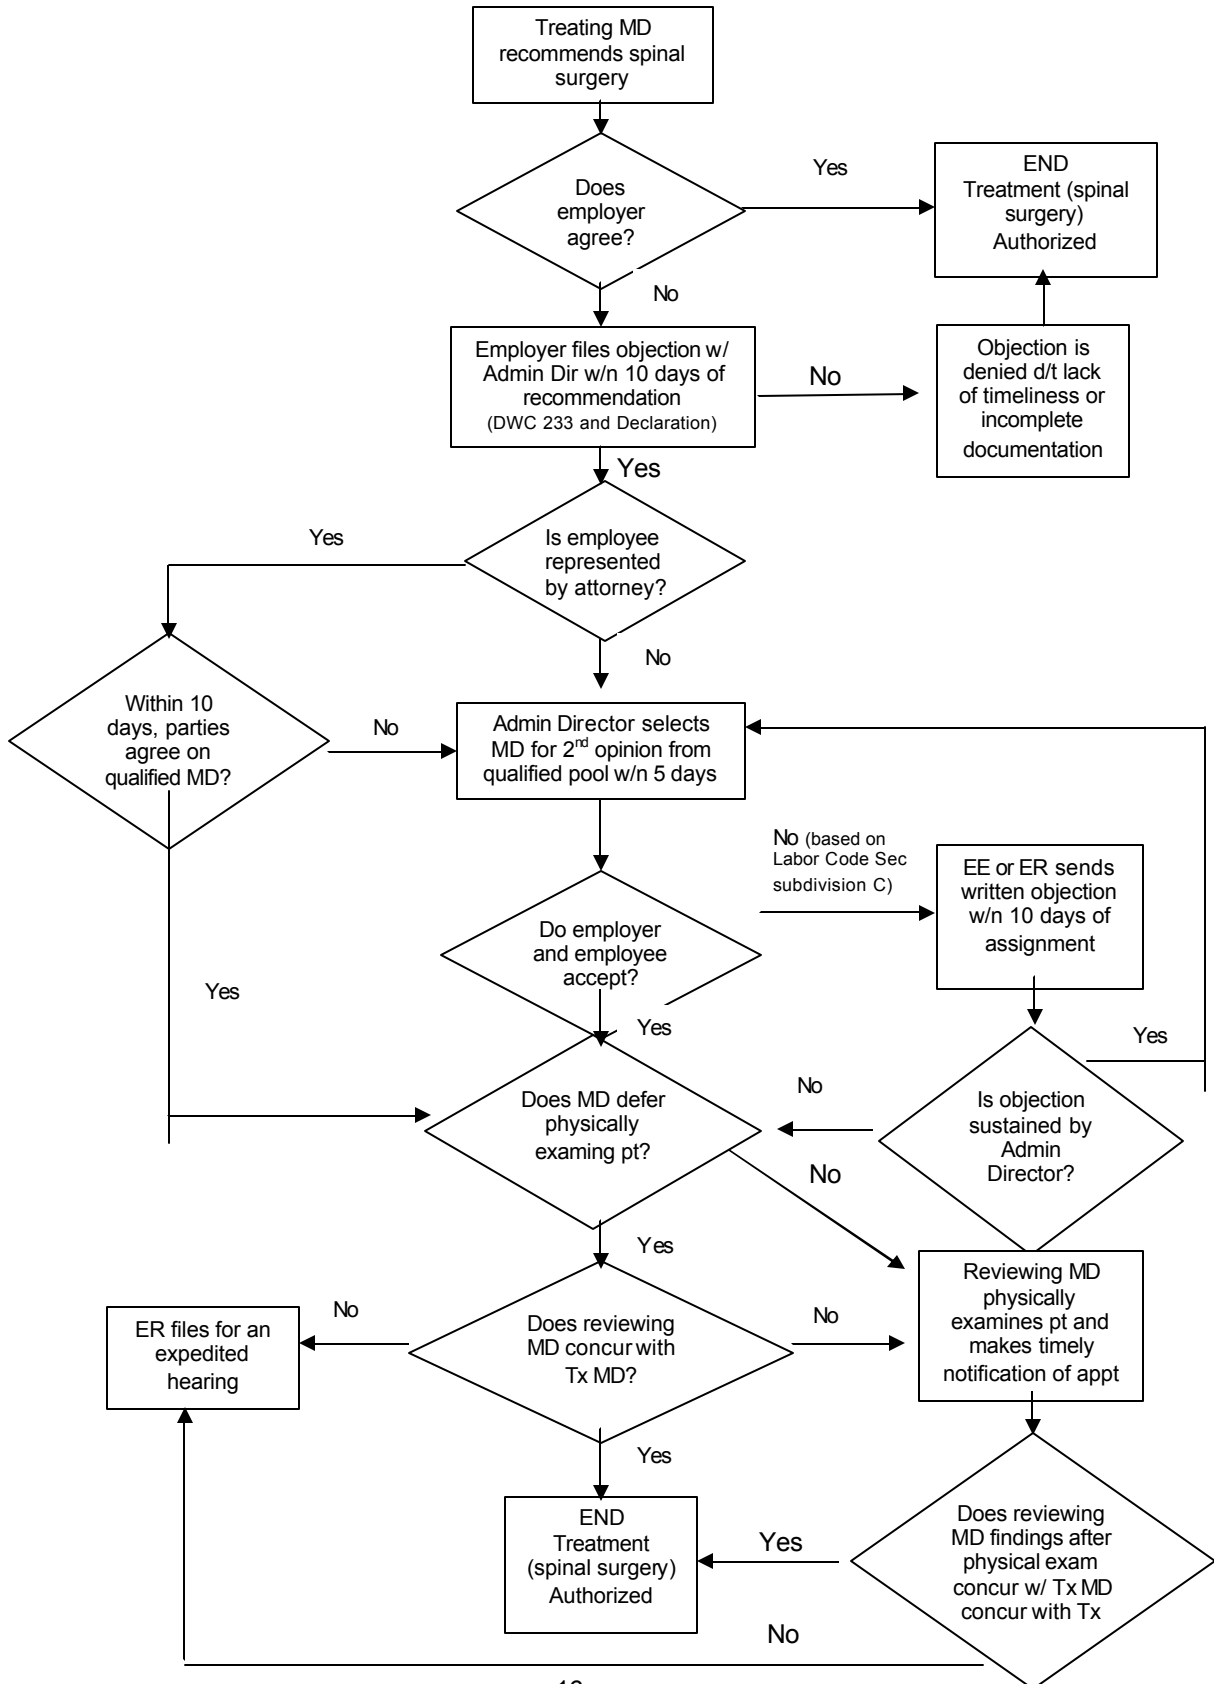 Treating MD
recommends spinal
surgery
Does
employer
agree?
Yes
END
Treatment (spinal
surgery)
Authorized
No
Employer files objection w/
Admin Dir w/n 10 days of
recommendation
(DWC 233 and Declaration)
No
Objection is
denied d/t lack
of timeliness or
incomplete
documentation
Yes
Is employee
represented
by attorney?
Yes
No
Within 10
days, parties
agree on
qualified MD?
No
Admin Director selects
MD for 2nd opinion from
qualified pool w/n 5 days
No (based on
Labor Code Sec
subdivision C)
EE or ER sends
written objection
w/n 10 days of
assignment
Do employer
and employee
accept?
Yes
Yes
Yes
Does MD defer
physically
examining pt?
No
Is objection
sustained by
Admin
Director?
No
Yes
Reviewing MD
physically
examines pt and
makes timely
notification of appt
Does reviewing
MD concur with
Tx MD?
No
No
ER files for an
expedited
hearing
Yes
END
Treatment
(spinal surgery)
Authorized
Yes
Does reviewing
MD findings after
physical exam
concur w/ Tx MD
concur with Tx
No